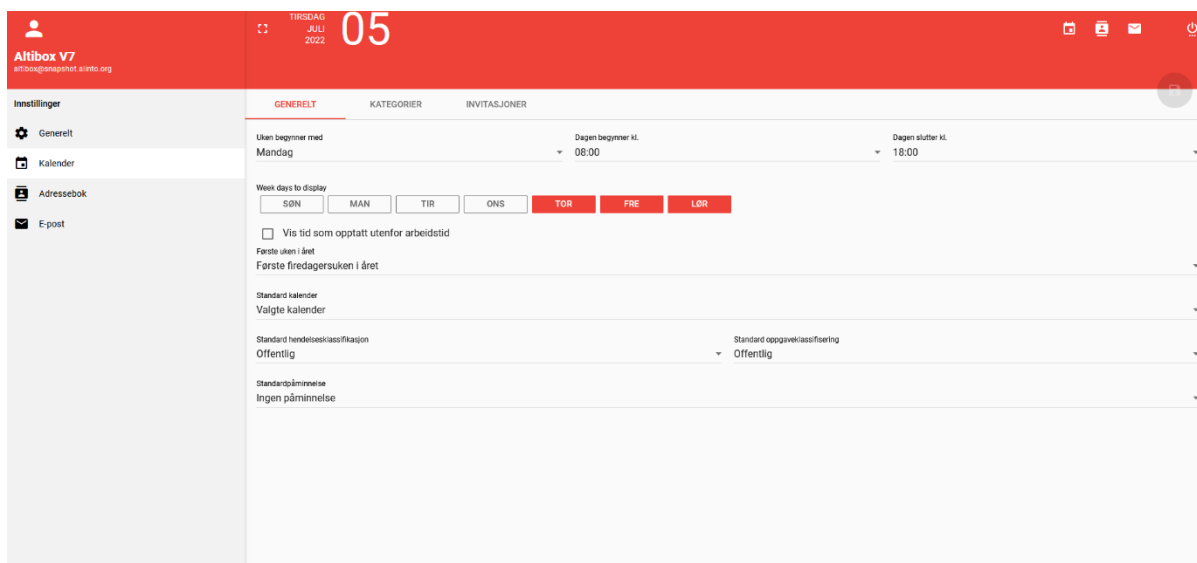 TIRSDAG
JULI
2022
05
Altibox V7
altibox@snapshot.alinto.org
Innstillinger
Generelt
Kalender
Adressebok
E-post
GENERELT KATEGORIER INVITASJONER
Uken begynner med Dagen begynner kl. Dagen slutter kl.
Mandag 08:00 18:00
Week days to display
SØN MAN TIR ONS TOR FRE LØR
Vis tid som opptatt utenfor arbeidstid
Første uken i året
Første firedagersuken i året
Standard kalender
Valgte kalender
Standard hendelsesklassifikasjon Standard oppgaveklassifisering
Offentlig Offentlig
Standardpåminnelse
Ingen påminnelse